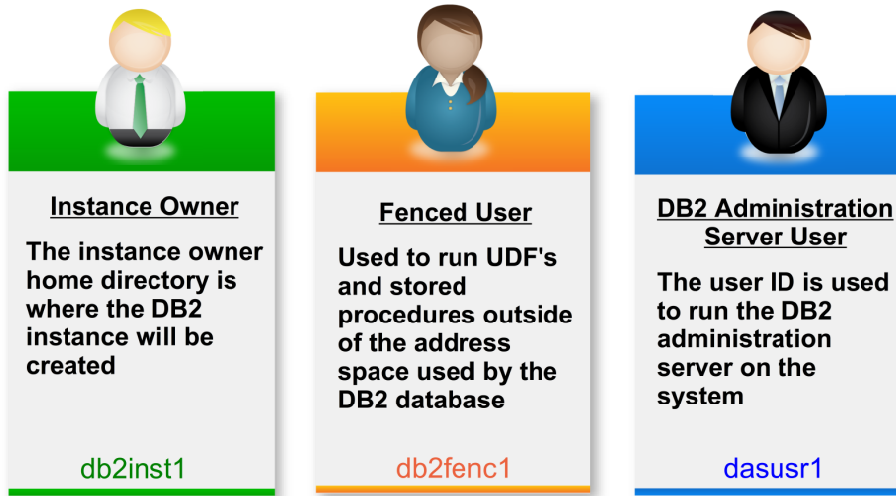 Instance Owner
The instance owner
home directory is
where the DB2
instance will be
created
db2inst1
Fenced User
Used to run UDF's
and stored
procedures outside
of the address
space used by the
DB2 database
db2fenc1
DB2 Administration
Server User
The user ID is used
to run the DB2
administration
server on the
system
dasusr1